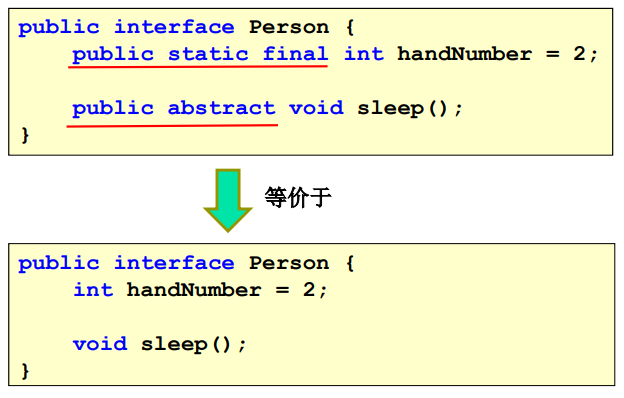 public interface Person {
    public static final int handNumber = 2;
    public abstract void sleep();
}
等价于
public interface Person {
    int handNumber = 2;
    void sleep();
}